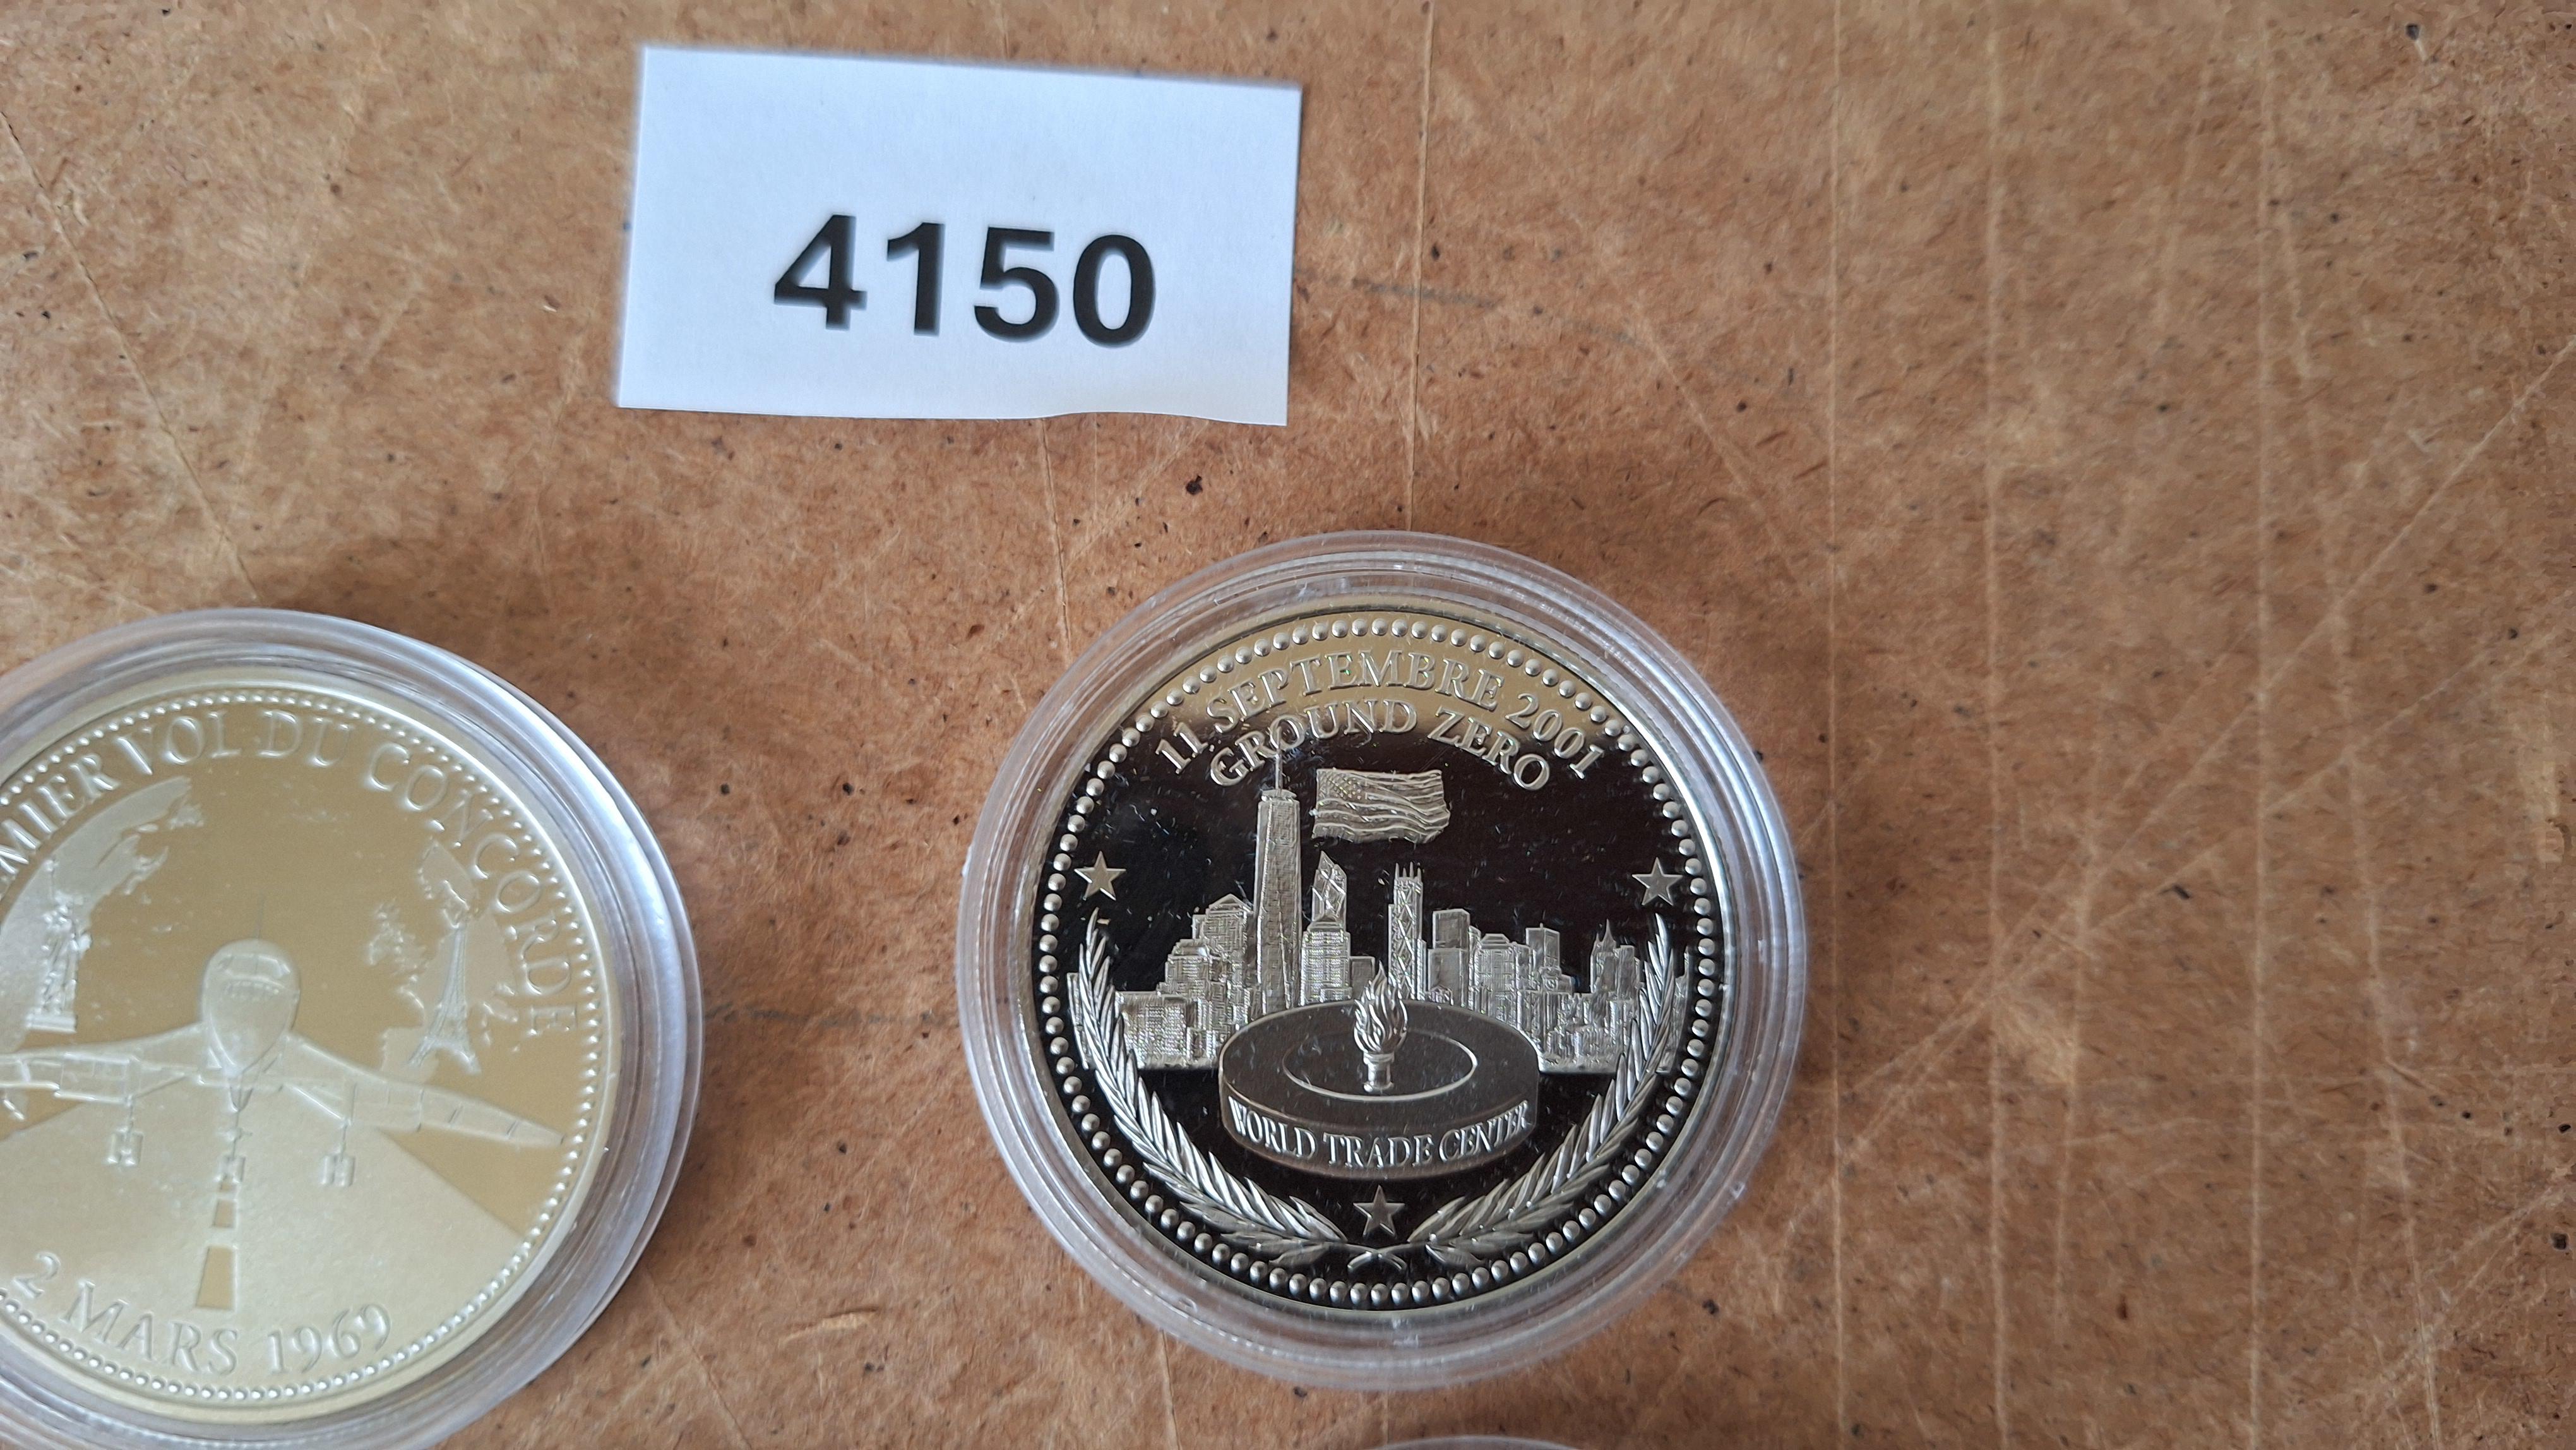 4150
MIER VOL DU CONCORDE
2 MARS 1969
11 SEPTEMBRE 2001
GROUND ZERO
WORLD TRADE CENTER